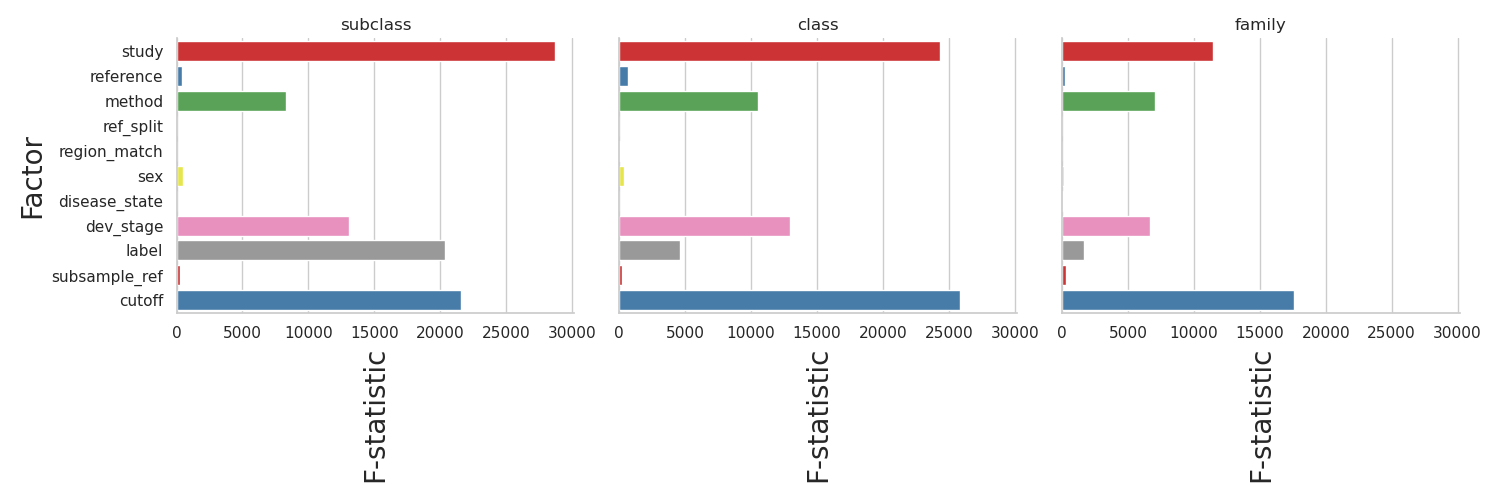 subclass class family
Factor
study
reference
method
ref_split
region_match
sex
disease_state
dev_stage
label
subsample_ref
cutoff
0 5000 10000 15000 20000 25000 30000 0 5000 10000 15000 20000 25000 30000 0 5000 10000 15000 20000 25000 30000
F-statistic F-statistic F-statistic